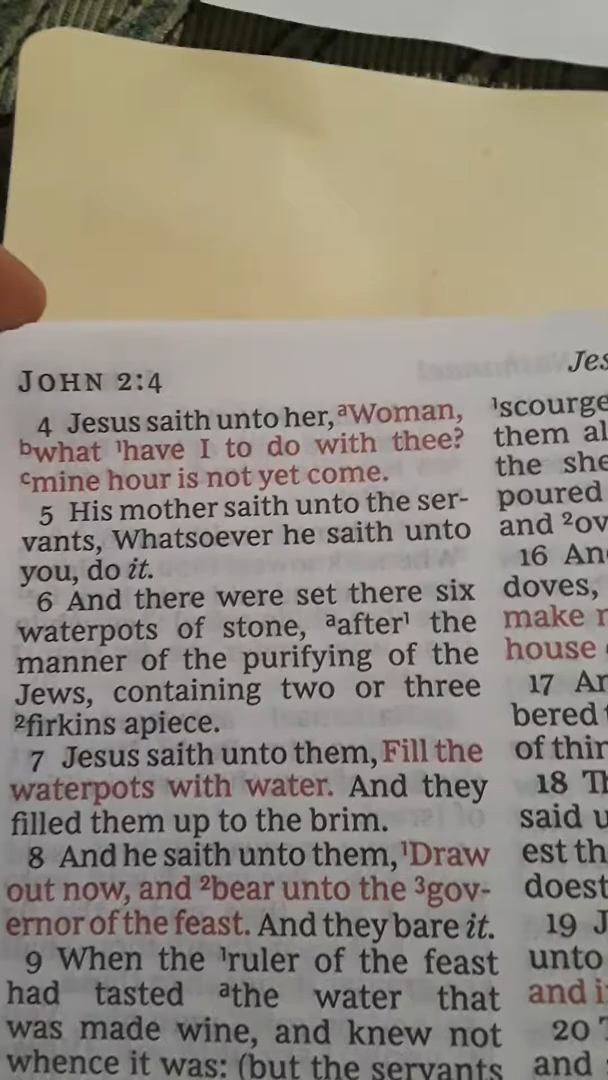 JOHN 2:4
4 Jesus saith unto her, ᵃWoman,
ᵇwhat ¹have I to do with thee?
ᶜmine hour is not yet come.
5 His mother saith unto the ser-
vants, Whatsoever he saith unto
you, do it.
6 And there were set there six
waterpots of stone, ᵃafter¹ the
manner of the purifying of the
Jews, containing two or three
²firkins apiece.
7 Jesus saith unto them, Fill the
waterpots with water. And they
filled them up to the brim.
8 And he saith unto them, ¹Draw
out now, and ²bear unto the ³gov-
ernor of the feast. And they bare it.
9 When the ¹ruler of the feast
had tasted ᵃthe water that
was made wine, and knew not
whence it was: (but the servants
Jes
¹scourge
them al
the she
poured
and ²ov
16 An
doves,
make
house
17 An
bered
of thin
18 Th
said u
est th
doest
19 J
unto
and i
20
and